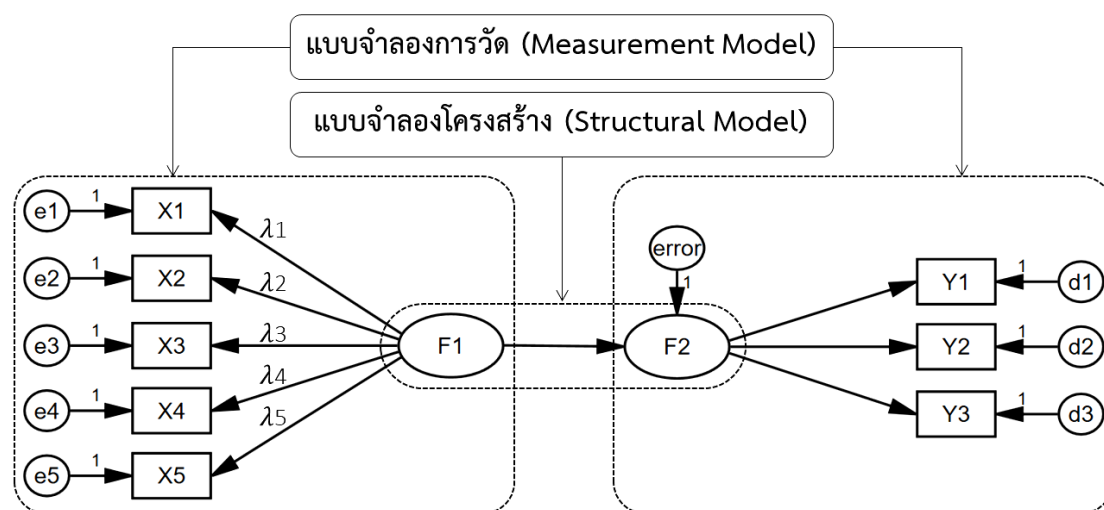 แบบจำลองการวัด (Measurement Model)
แบบจำลองโครงสร้าง (Structural Model)
e1 1 X1 λ1
e2 1 X2 λ2
e3 1 X3 λ3
e4 1 X4 λ4
e5 1 X5 λ5
F1
error
1
F2
Y1 1 d1
Y2 1 d2
Y3 1 d3